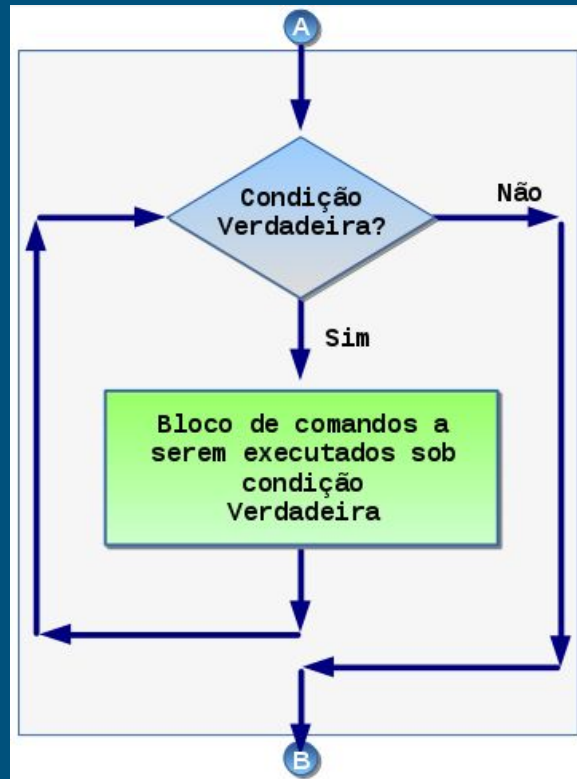 A
Condição
Verdadeira?
Não
Sim
Bloco de comandos a
serem executados sob
condição
Verdadeira
B